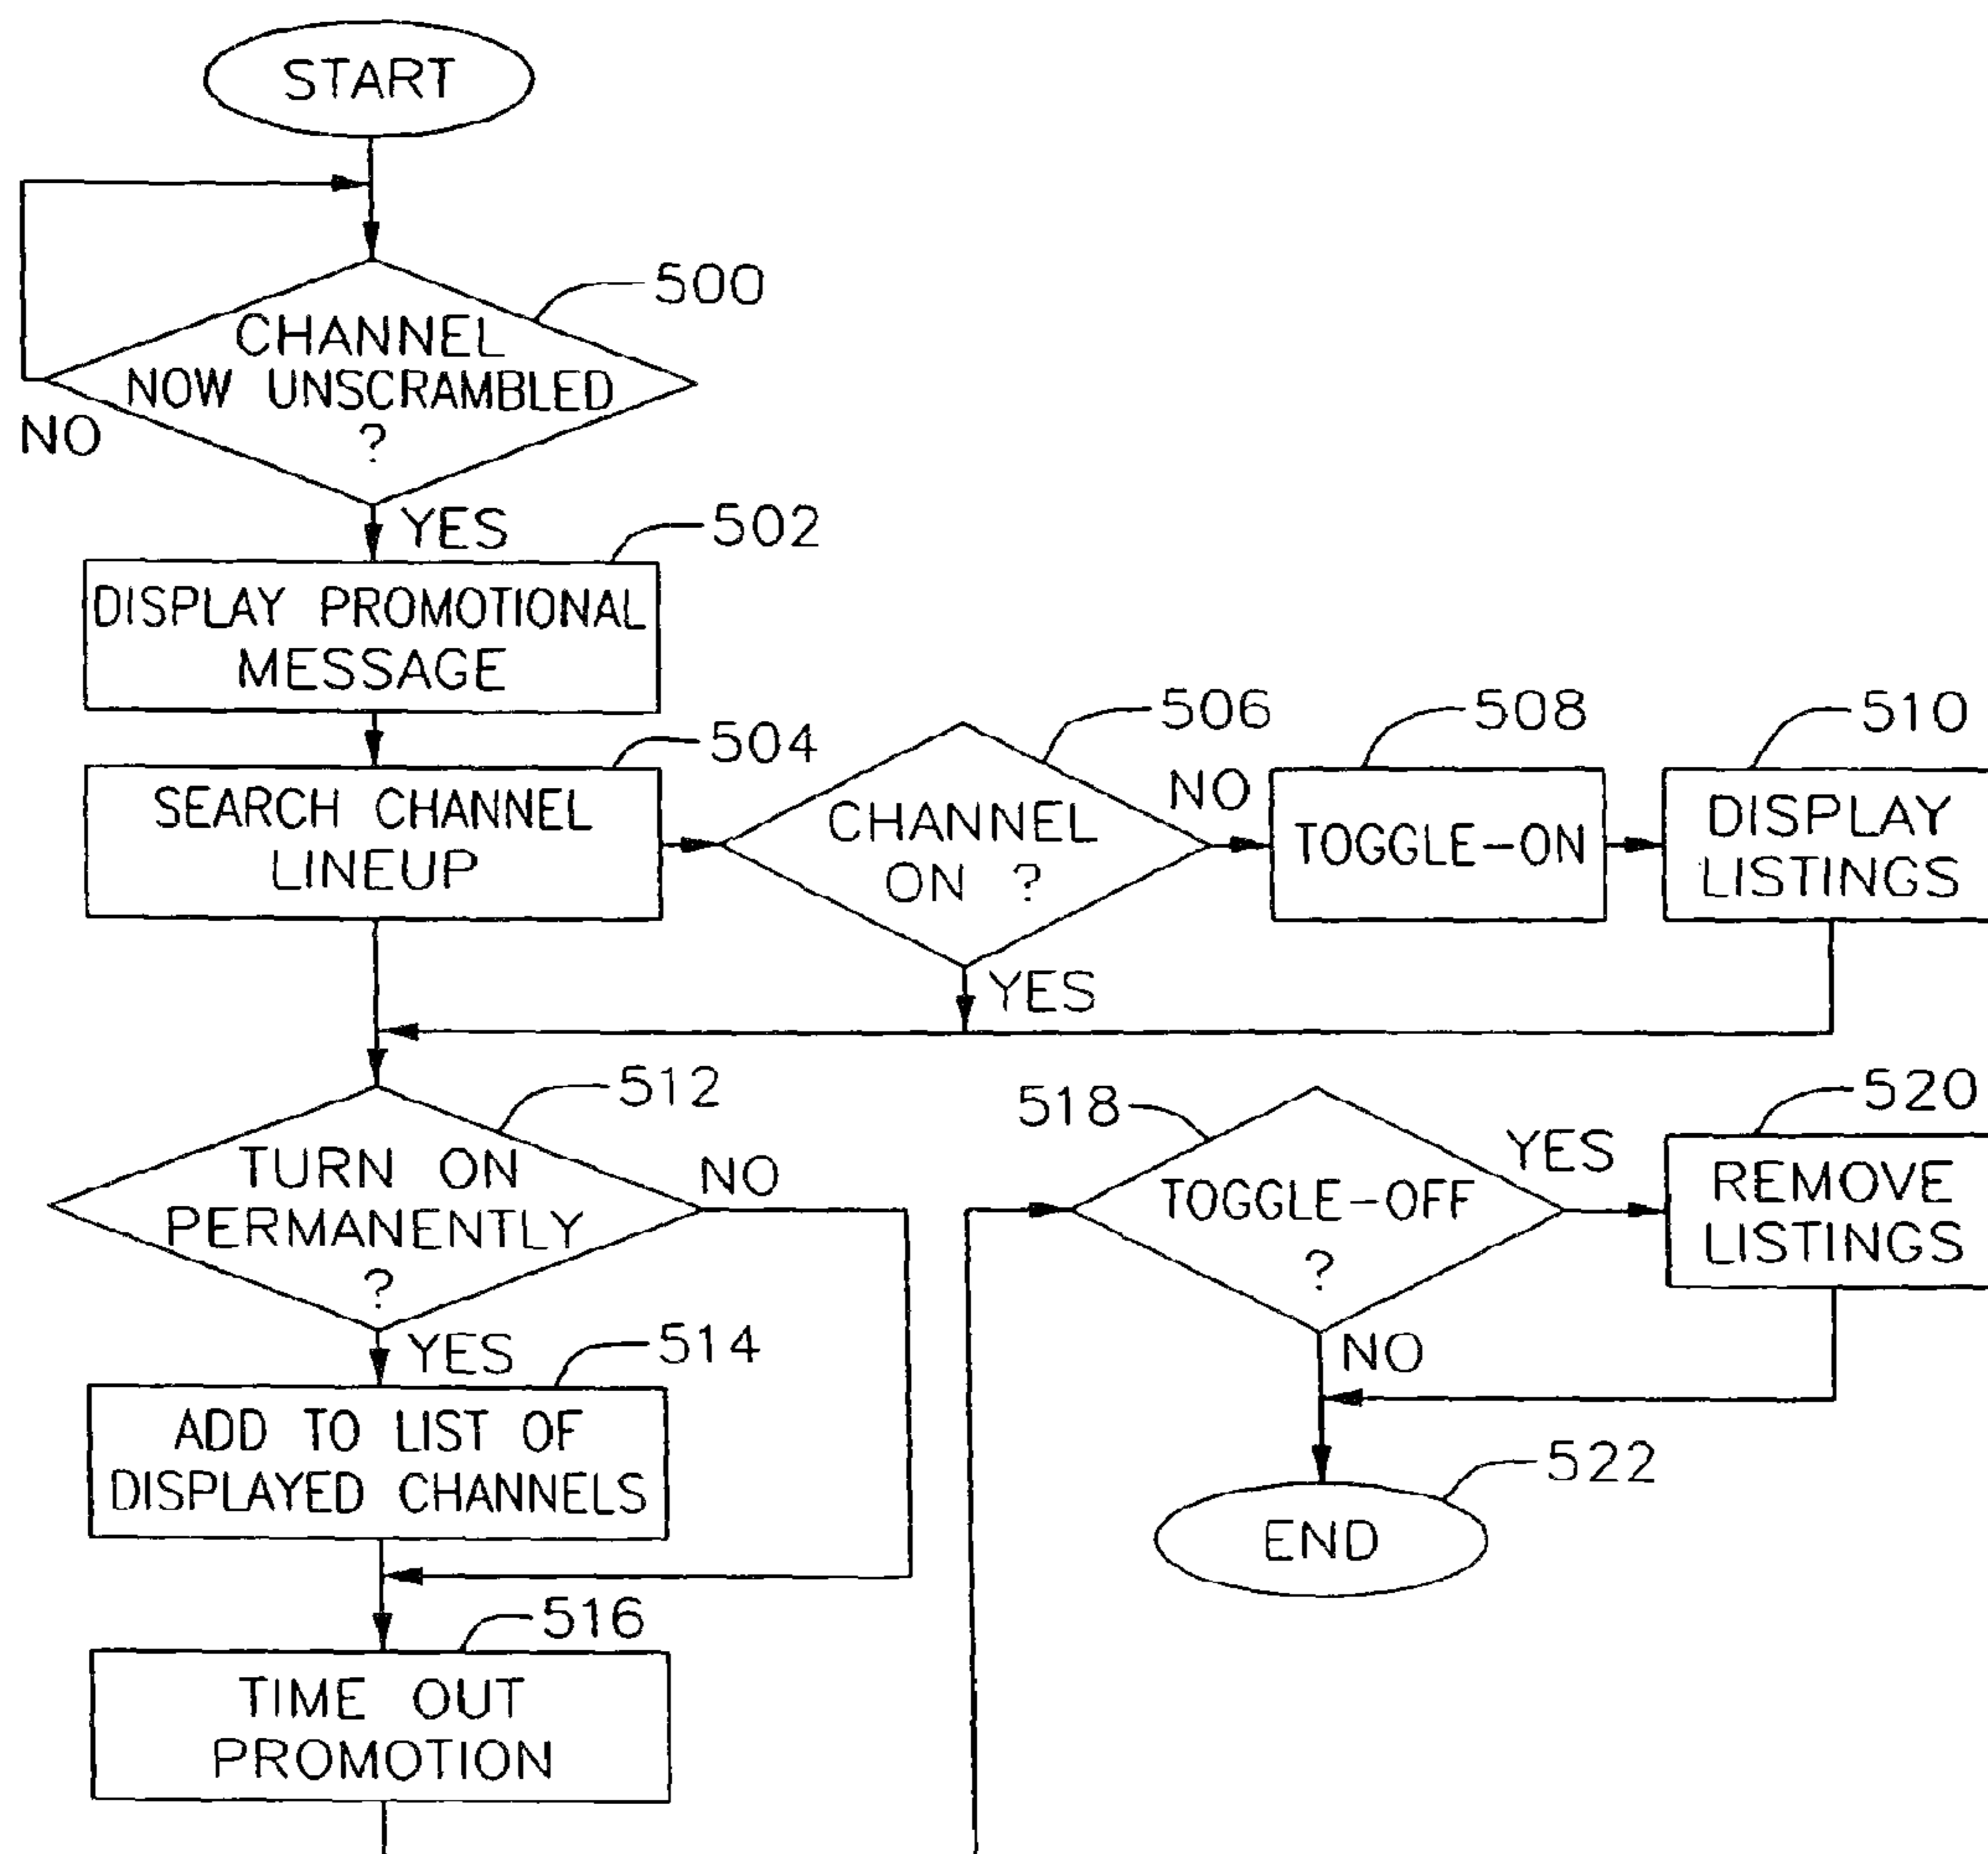 START
500
CHANNEL
NOW UNSCRAMBLED
?
NO
YES
502
DISPLAY PROMOTIONAL
MESSAGE
504
SEARCH CHANNEL
LINEUP
506
CHANNEL
ON ?
NO
YES
508
TOGGLE-ON
510
DISPLAY
LISTINGS
512
TURN ON
PERMANENTLY
?
NO
YES
514
ADD TO LIST OF
DISPLAYED CHANNELS
516
TIME OUT
PROMOTION
518
TOGGLE-OFF
?
YES
NO
520
REMOVE
LISTINGS
522
END